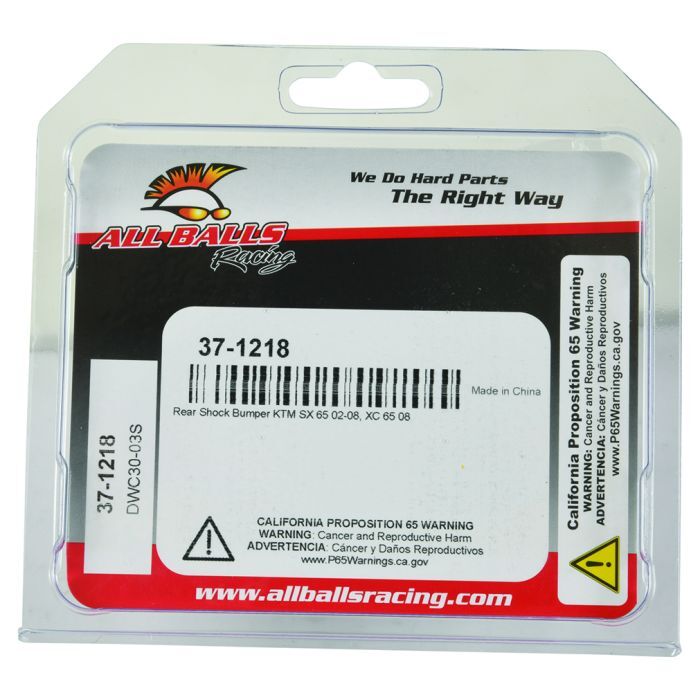 We Do Hard Parts
The Right Way
ALL BALLS
Racing
37-1218
Made in China
Rear Shock Bumper KTM SX 65 02-08, XC 65 08
CALIFORNIA PROPOSITION 65 WARNING
WARNING: Cancer and Reproductive Harm
ADVERTENCIA: Cáncer y Daños Reproductivos
www.P65Warnings.ca.gov
37-1218
DWC30-03S
California Proposition 65 Warning
WARNING: Cancer and Reproductive Harm
ADVERTENCIA: Cáncer y Daños Reproductivos
www.P65Warnings.ca.gov
www.allballsracing.com